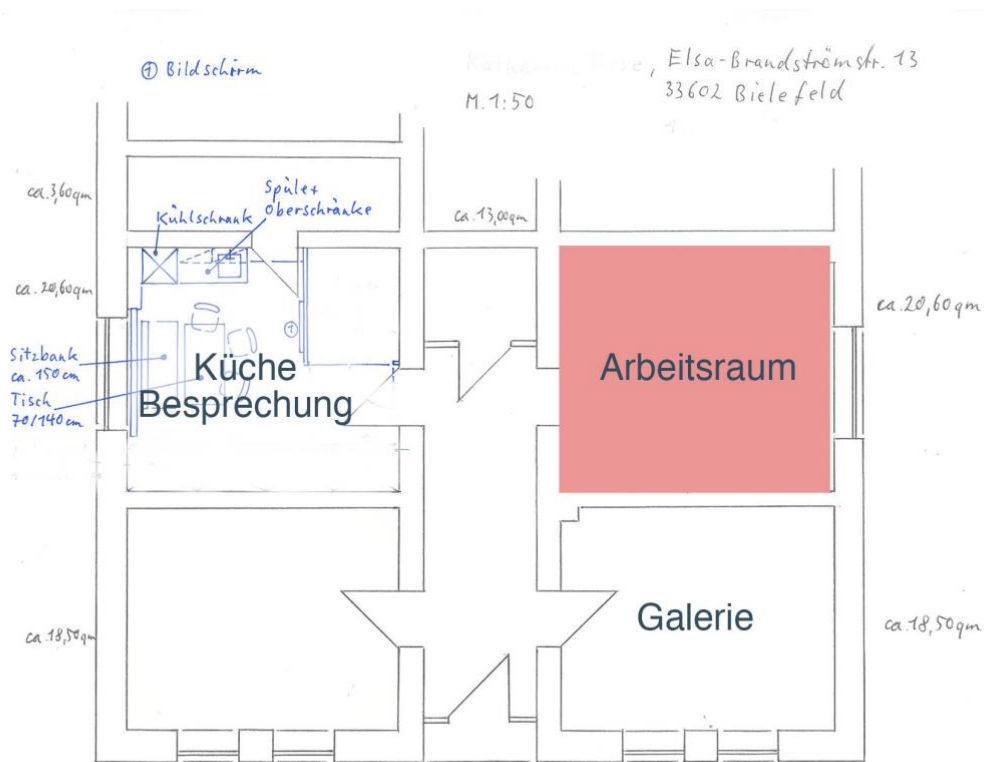 ① Bildschirm
Elsa-Brandströmstr. 13
33602 Bielefeld
M. 1:50
ca. 3,60qm
Spüle+
Oberschränke
Kühlschrank
ca. 13,00qm
ca. 20,60qm
ca. 20,60qm
①
Sitzbank
ca. 150 cm
Tisch
70/140cm
Küche
Besprechung
Arbeitsraum
Galerie
ca. 18,50qm
ca. 18,50qm